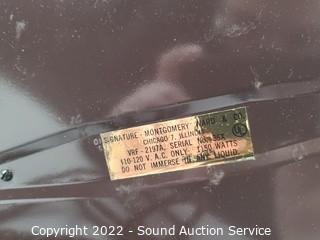 SIGNATURE - MONTGOMERY WARD & CO.
CHICAGO 7, ILLINOIS
VRF - 2197A, SERIAL
110-120 V. A.C. ONLY, 1150 WATTS
DO NOT IMMERSE IN ANY LIQUID
UL
Copyright 2022 - Sound Auction Service